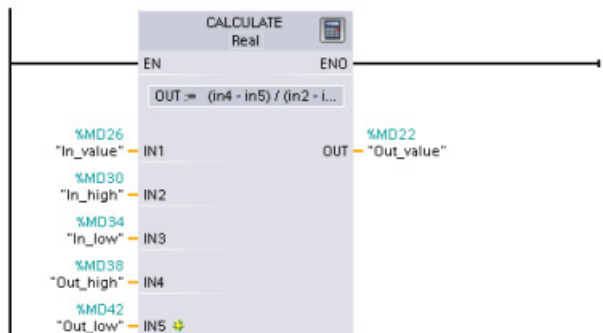 CALCULATE
Real
EN ENO
OUT := (in4 - in5) / (in2 - i...
%MD26 %MD22
"In_value" IN1 OUT "Out_value"
%MD30
"In_high" IN2
%MD34
"In_low" IN3
%MD38
"Out_high" IN4
%MD42
"Out_low" IN5